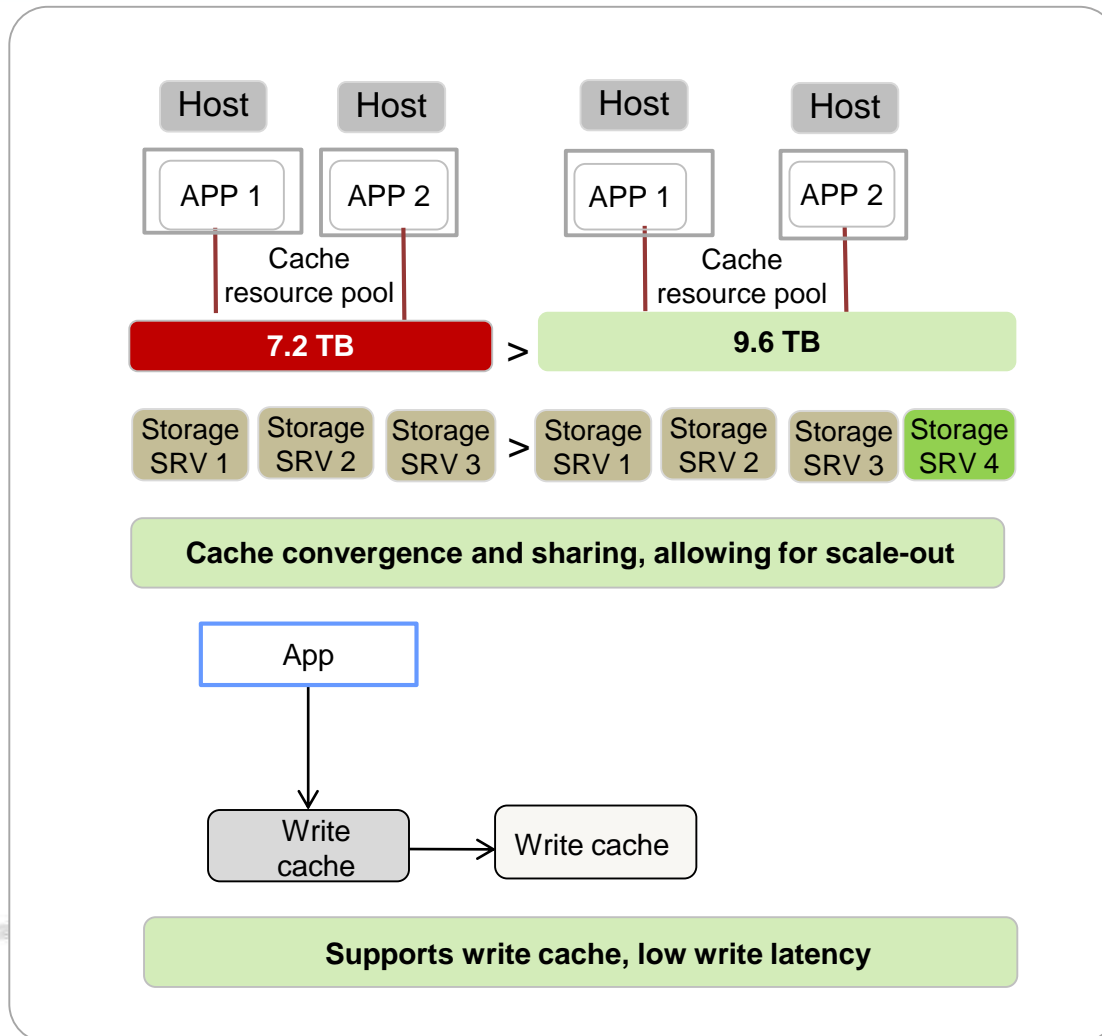 Host
Host
Host
Host
APP 1
APP 2
APP 1
APP 2
Cache
resource pool
Cache
resource pool
7.2 TB
>
9.6 TB
Storage
SRV 1
Storage
SRV 2
Storage
SRV 3
>
Storage
SRV 1
Storage
SRV 2
Storage
SRV 3
Storage
SRV 4
Cache convergence and sharing, allowing for scale-out
App
Write
cache
Write cache
Supports write cache, low write latency